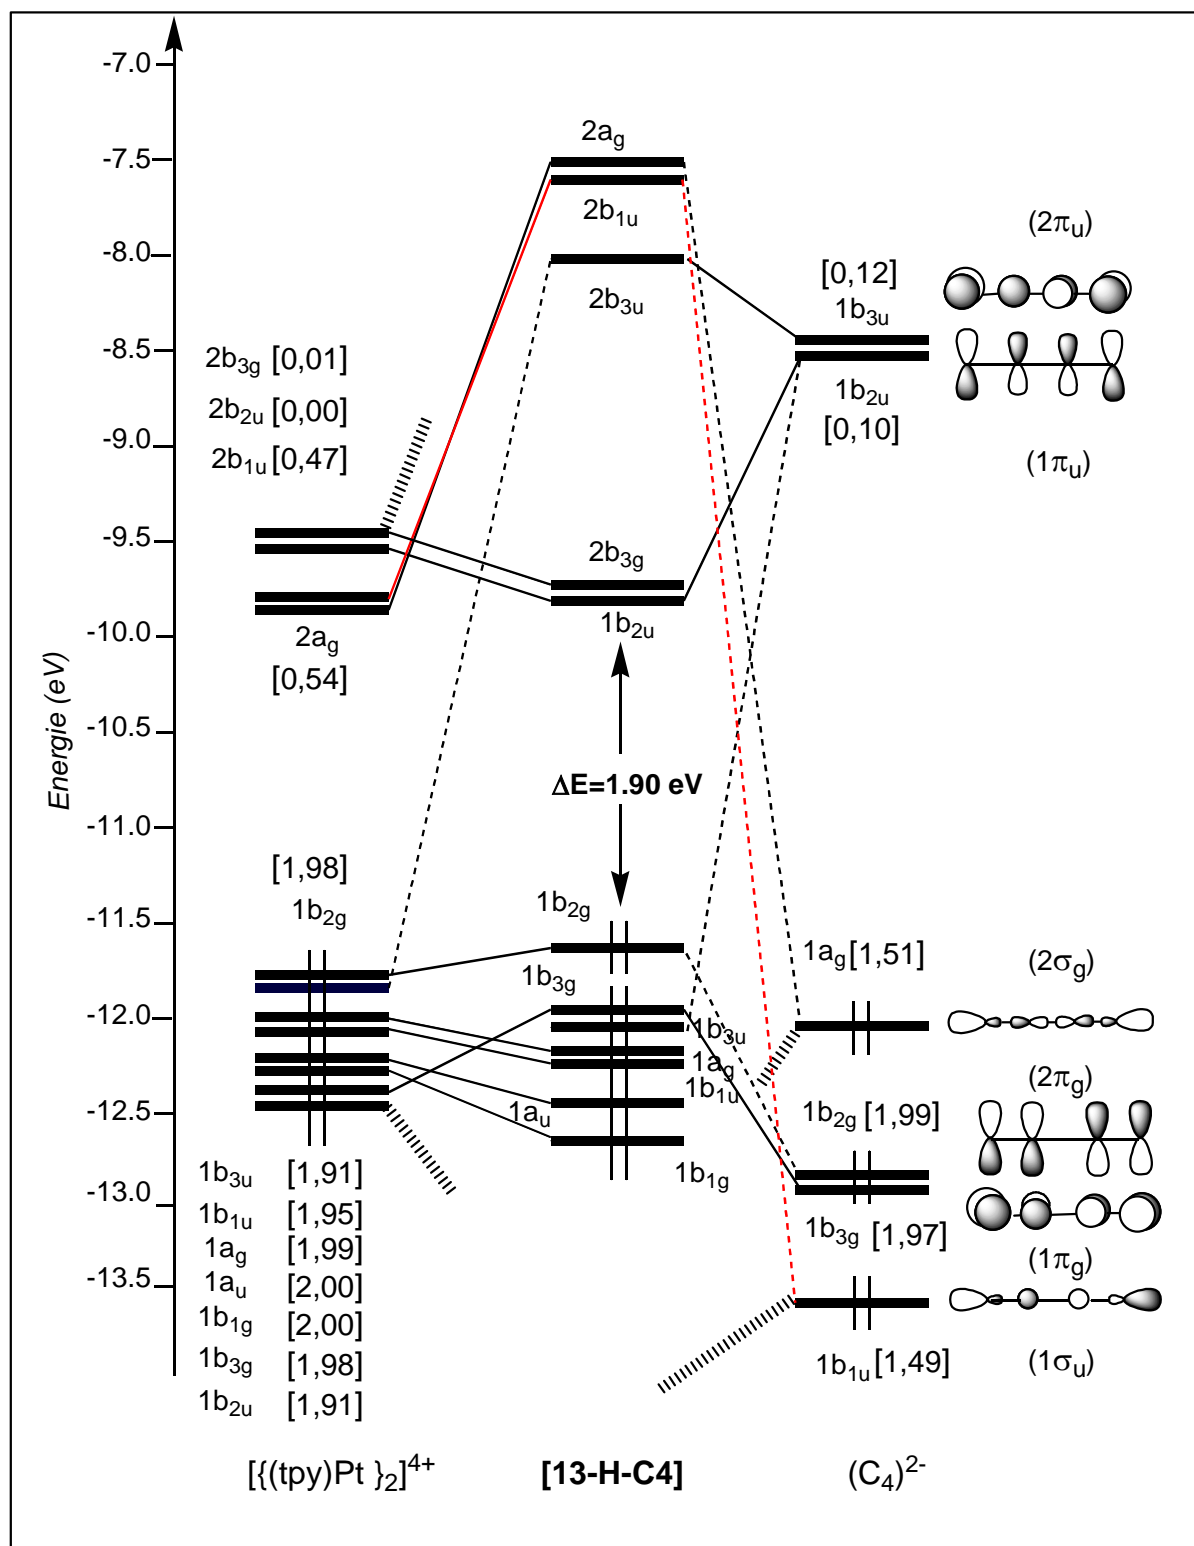 -7.0
-7.5
-8.0
-8.5
-9.0
-9.5
-10.0
-10.5
-11.0
-11.5
-12.0
-12.5
-13.0
-13.5
Energie (eV)
2b3g [0,01]
2b2u [0,00]
2b1u [0,47]
2ag
[0,54]
[1,98]
1b2g
1b3u [1,91]
1b1u [1,95]
1ag [1,99]
1au [2,00]
1b1g [2,00]
1b3g [1,98]
1b2u [1,91]
[{(tpy)Pt }2]4+
2ag
2b1u
2b3u
2b3g
1b2u
ΔE=1.90 eV
1b2g
1b3g
1b3u
1ag
1b1u
1au
1b1g
[13-H-C4]
[0,12]
1b3u
1b2u
[0,10]
1ag [1,51]
1b2g [1,99]
1b3g [1,97]
1b1u [1,49]
(C4)2-
(2πu)
(1πu)
(2σg)
(2πg)
(1πg)
(1σu)